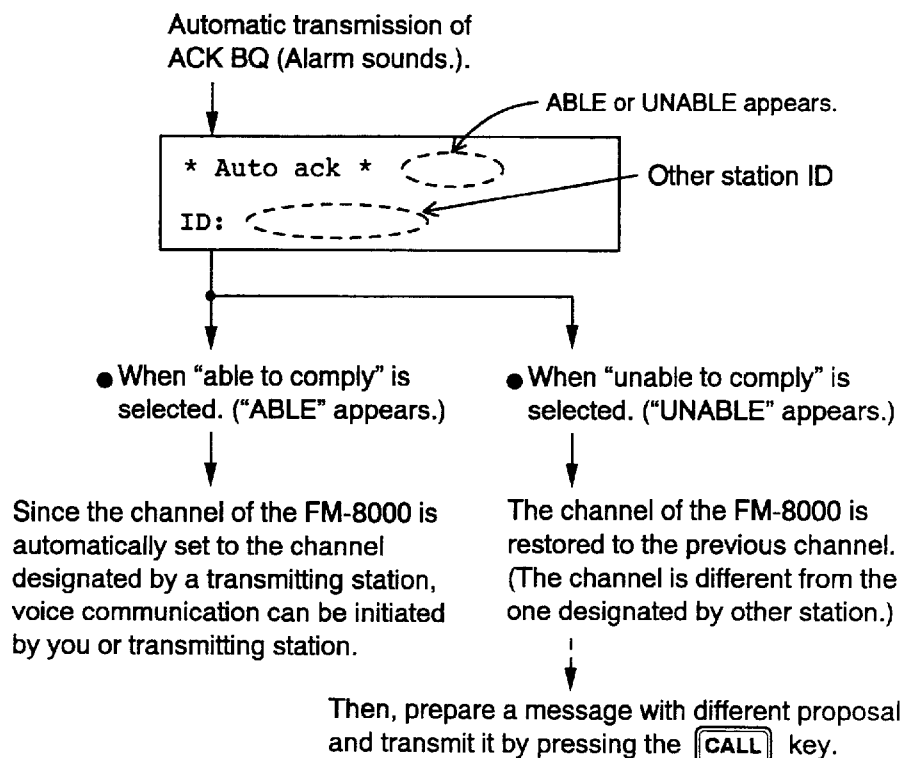 Automatic transmission of
ACK BQ (Alarm sounds.).
ABLE or UNABLE appears.
* Auto ack *
Other station ID
ID:
● When “able to comply” is
selected. (“ABLE” appears.)
● When “unable to comply” is
selected. (“UNABLE” appears.)
Since the channel of the FM-8000 is
automatically set to the channel
designated by a transmitting station,
voice communication can be initiated
by you or transmitting station.
The channel of the FM-8000 is
restored to the previous channel.
(The channel is different from the
one designated by other station.)
Then, prepare a message with different proposal
and transmit it by pressing the CALL key.